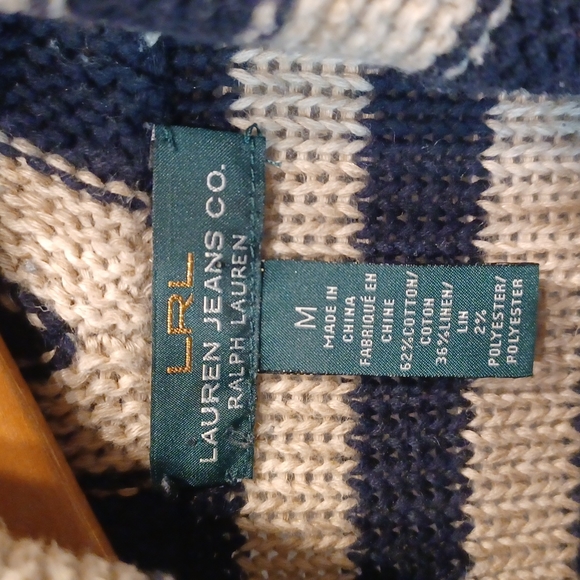 LRL
LAUREN JEANS CO.
RALPH LAUREN
M
MADE IN
CHINA
FABRIQUÉ EN
CHINE
62%COTTON/
COTON
36%LINEN/
LIN
2%
POLYESTER/
POLYESTER